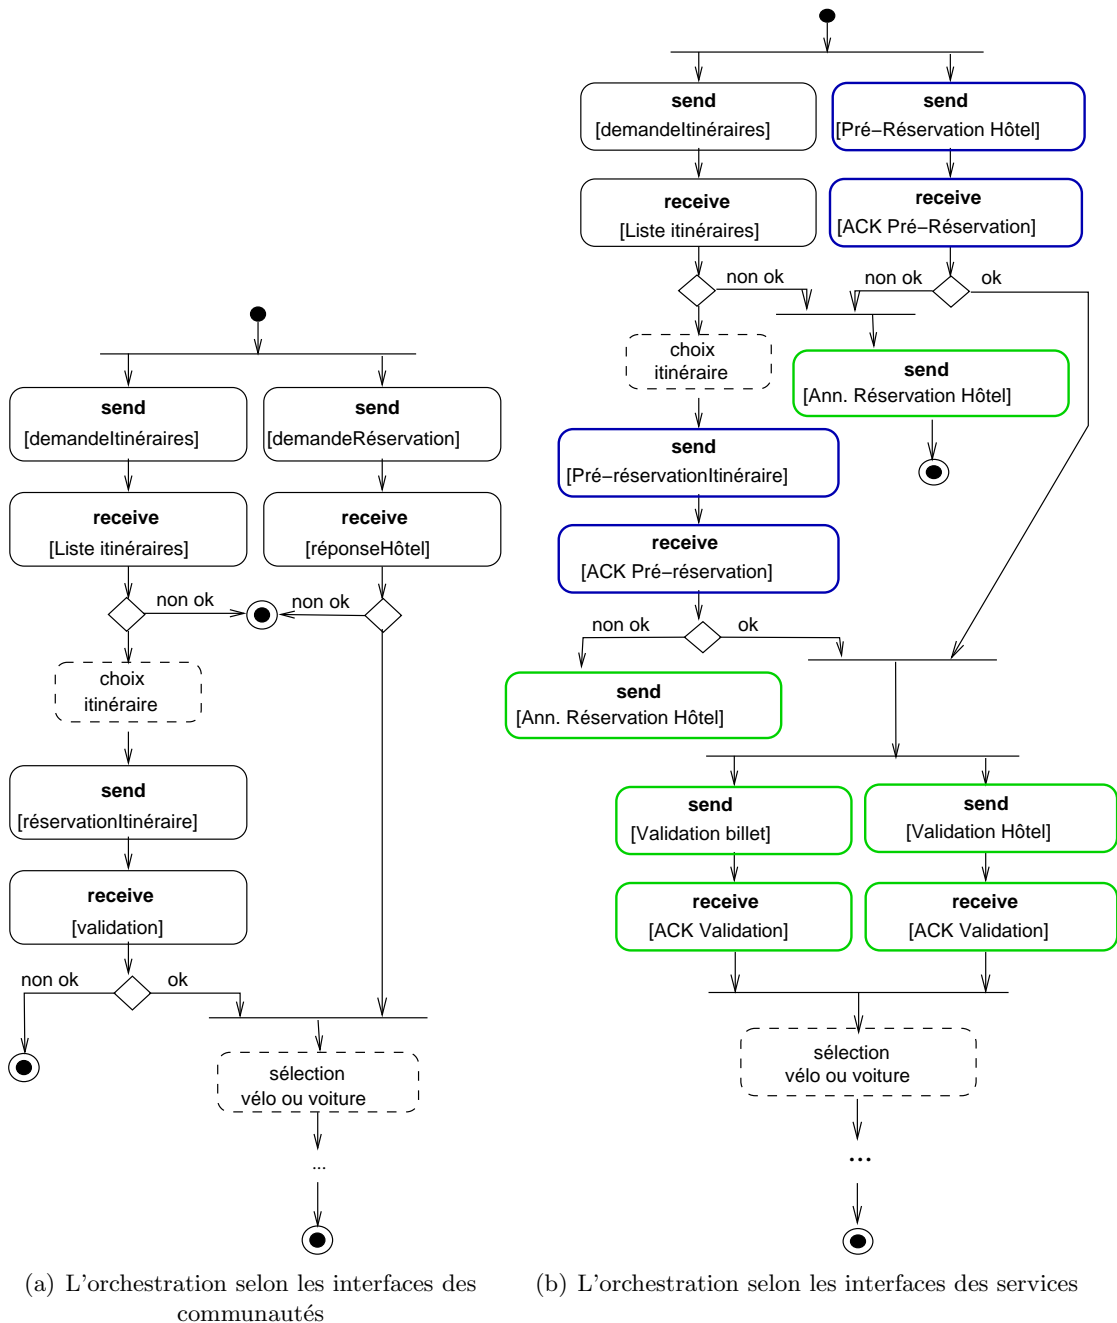 send
[demandeItinéraires]
send
[demandeRéservation]
receive
[Liste itinéraires]
receive
[réponseHôtel]
non ok
non ok
choix
itinéraire
send
[réservationItinéraire]
receive
[validation]
non ok
ok
sélection
vélo ou voiture
...
(a) L'orchestration selon les interfaces des
communautés
send
[demandeItinéraires]
send
[Pré−Réservation Hôtel]
receive
[Liste itinéraires]
receive
[ACK Pré−Réservation]
non ok
non ok
ok
choix
itinéraire
send
[Ann. Réservation Hôtel]
send
[Pré−réservationItinéraire]
receive
[ACK Pré−réservation]
non ok
ok
send
[Ann. Réservation Hôtel]
send
[Validation billet]
send
[Validation Hôtel]
receive
[ACK Validation]
receive
[ACK Validation]
sélection
vélo ou voiture
...
(b) L'orchestration selon les interfaces des services